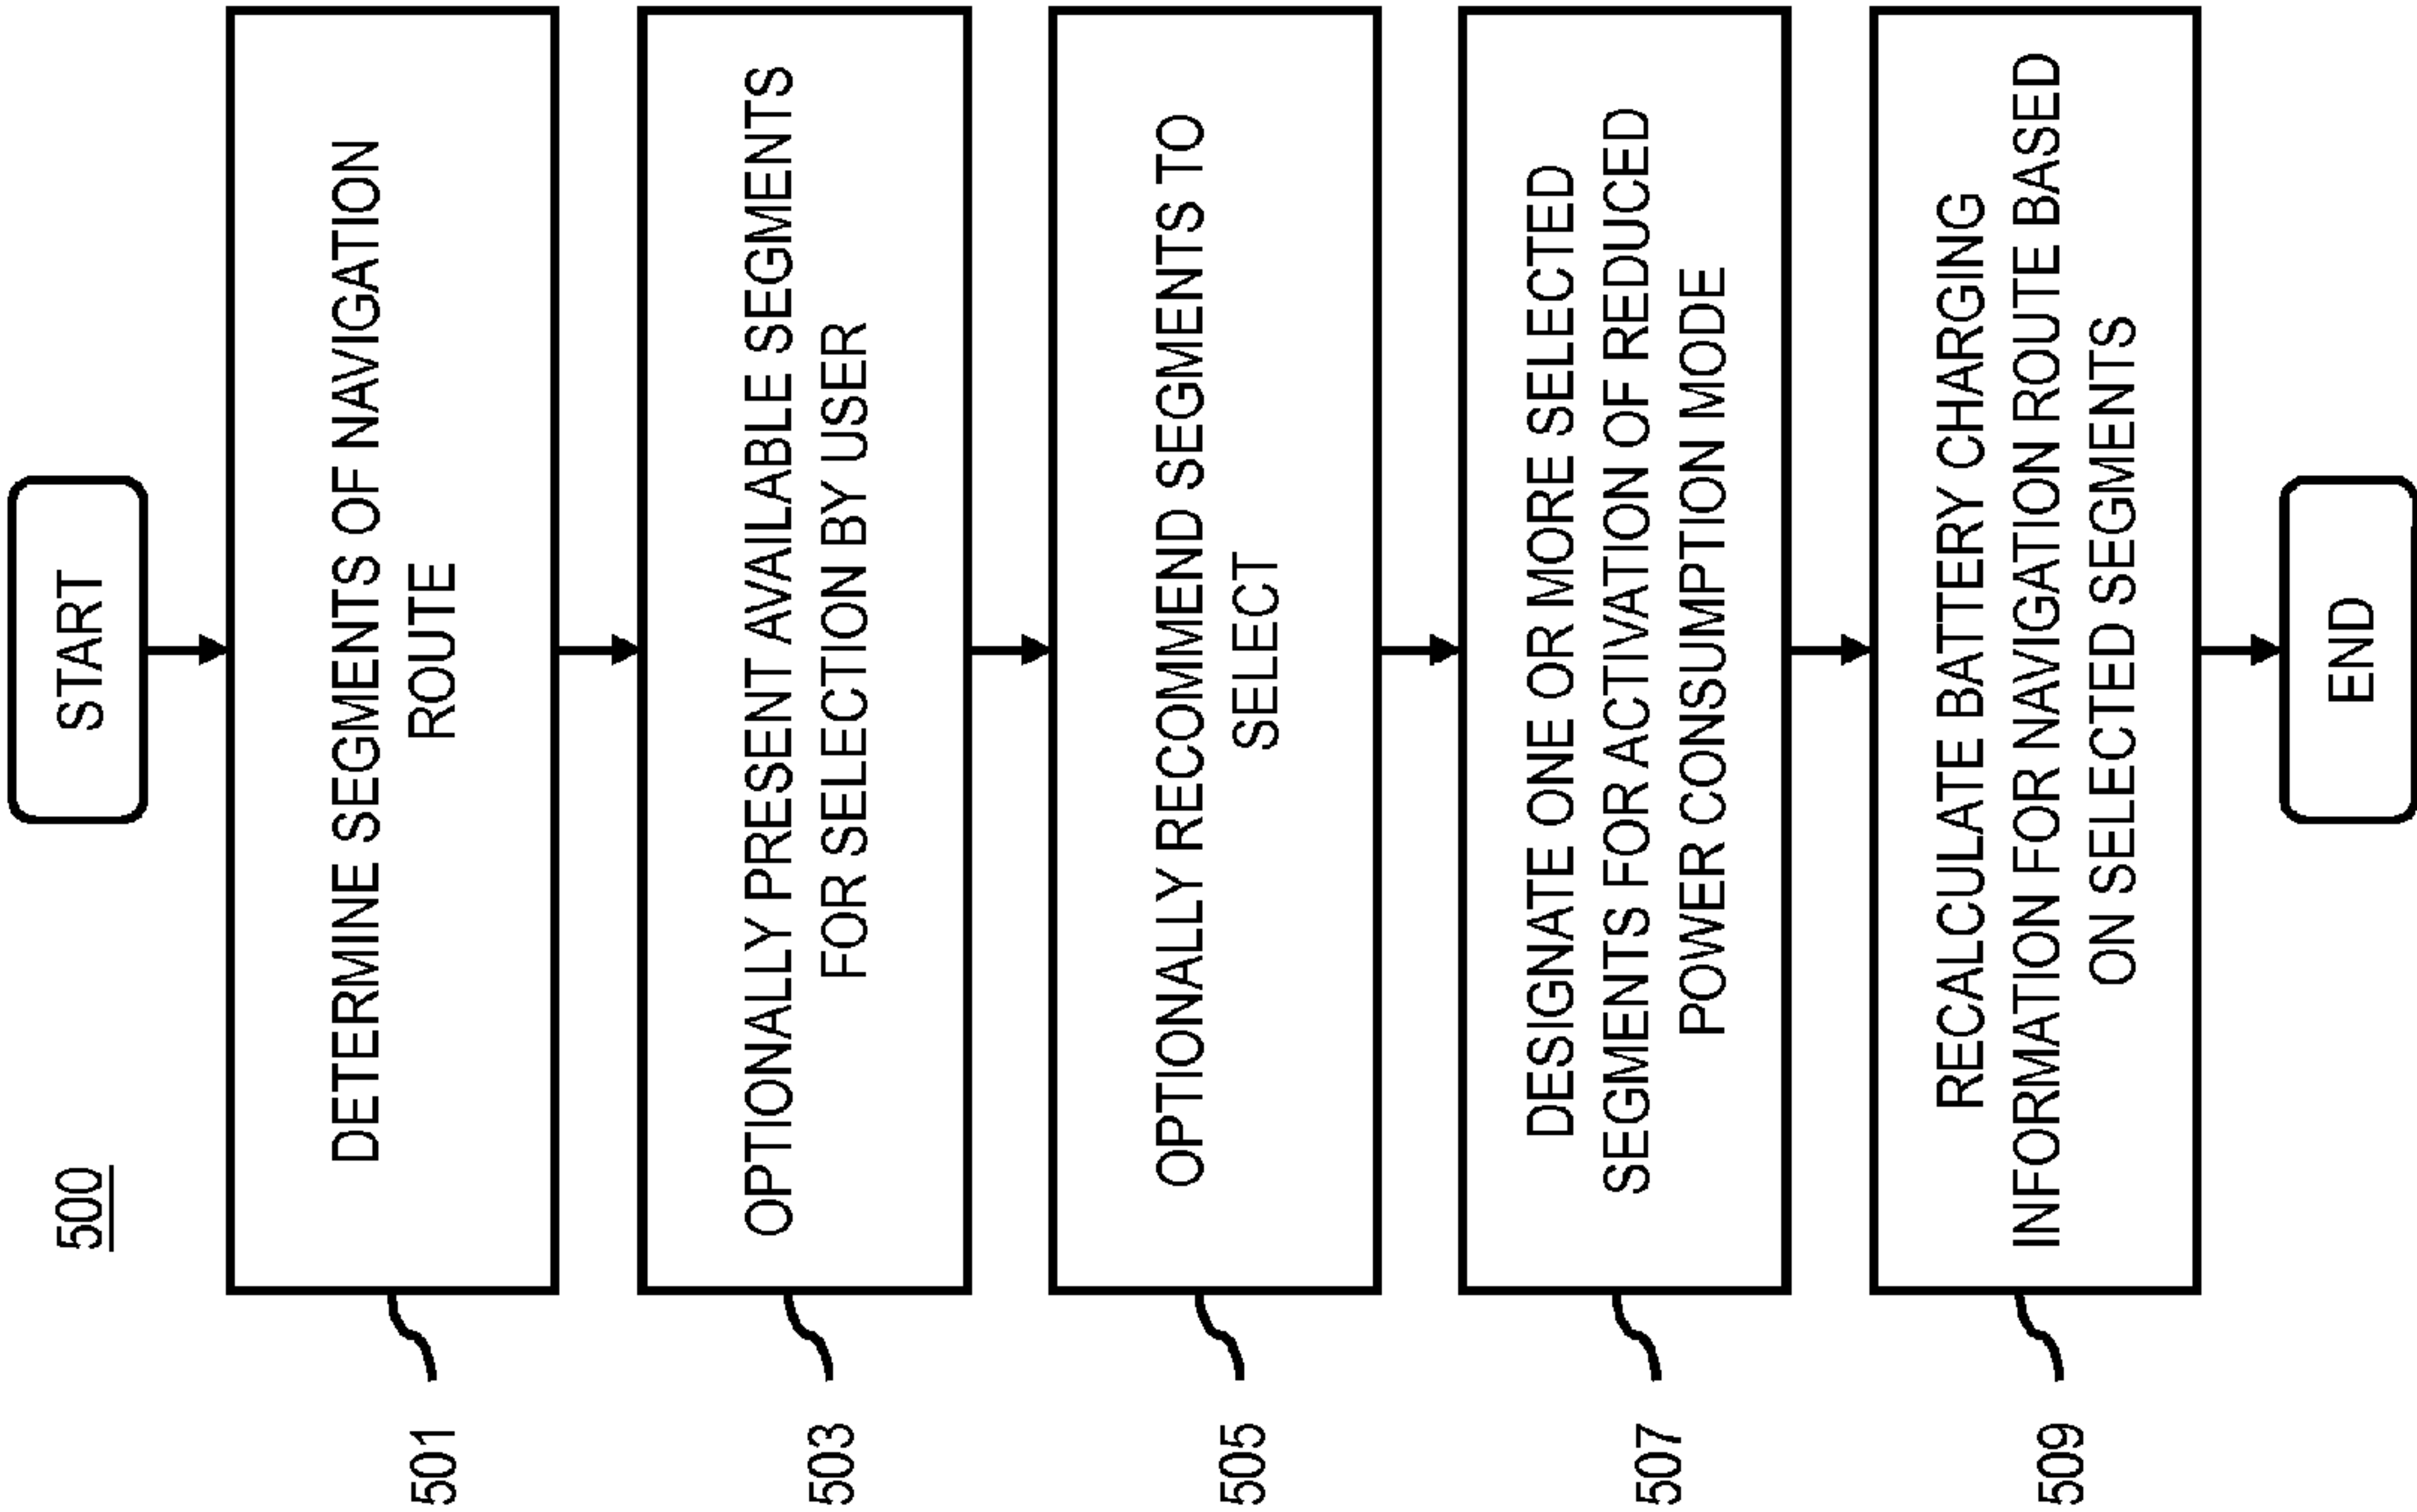 500
START
501
DETERMINE SEGMENTS OF NAVIGATION
ROUTE
503
OPTIONALLY PRESENT AVAILABLE SEGMENTS
FOR SELECTION BY USER
505
OPTIONALLY RECOMMEND SEGMENTS TO
SELECT
507
DESIGNATE ONE OR MORE SELECTED
SEGMENTS FOR ACTIVATION OF REDUCED
POWER CONSUMPTION MODE
509
RECALCULATE BATTERY CHARGING
INFORMATION FOR NAVIGATION ROUTE BASED
ON SELECTED SEGMENTS
END